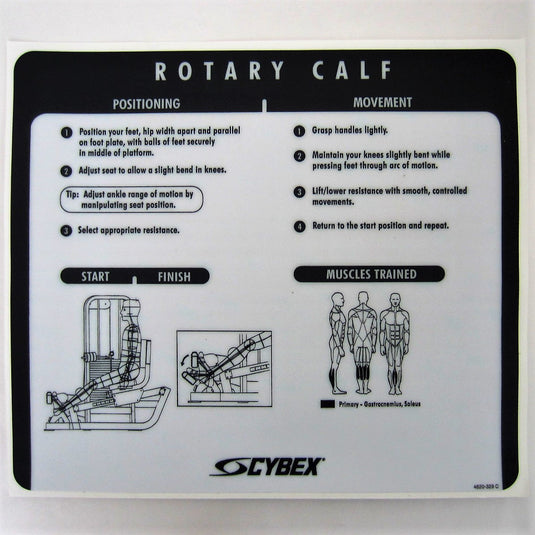 ROTARY CALF
POSITIONING
1 Position your feet, hip width apart and parallel
on foot plate, with balls of feet securely
in middle of platform.
2 Adjust seat to allow a slight bend in knees.
Tip: Adjust ankle range of motion by
manipulating seat position.
3 Select appropriate resistance.
MOVEMENT
1 Grasp handles lightly.
2 Maintain your knees slightly bent while
pressing feet through arc of motion.
3 Lift/lower resistance with smooth, controlled
movements.
4 Return to the start position and repeat.
START FINISH
MUSCLES TRAINED
Primary - Gastrocnemius, Soleus
CYBEX®
4620-323 C